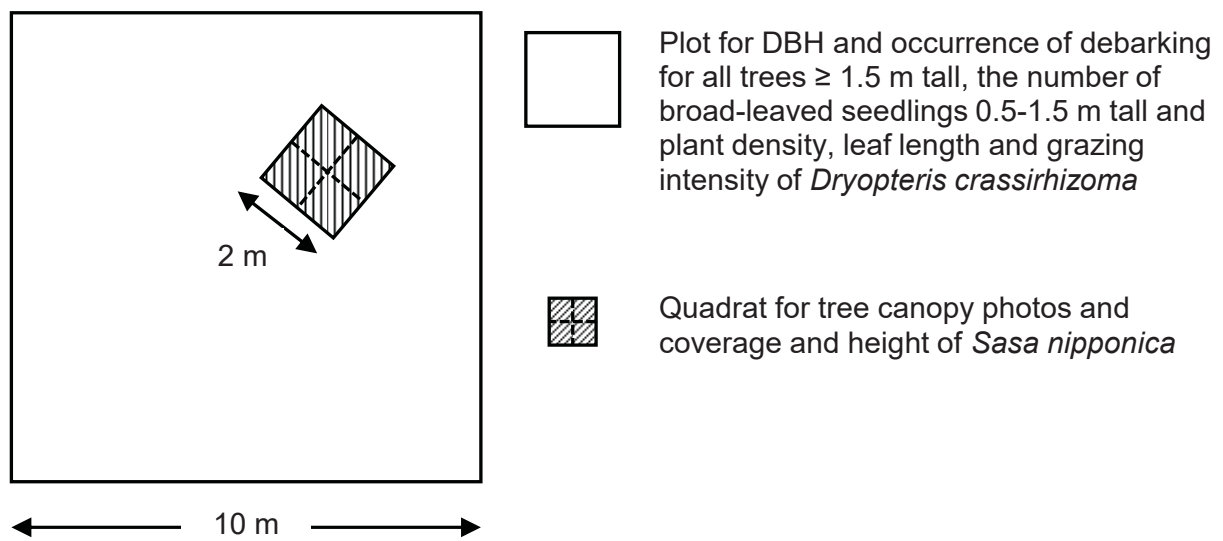 Plot for DBH and occurrence of debarking
for all trees ≥ 1.5 m tall, the number of
broad-leaved seedlings 0.5-1.5 m tall and
plant density, leaf length and grazing
intensity of Dryopteris crassirhizoma
2 m
Quadrat for tree canopy photos and
coverage and height of Sasa nipponica
10 m